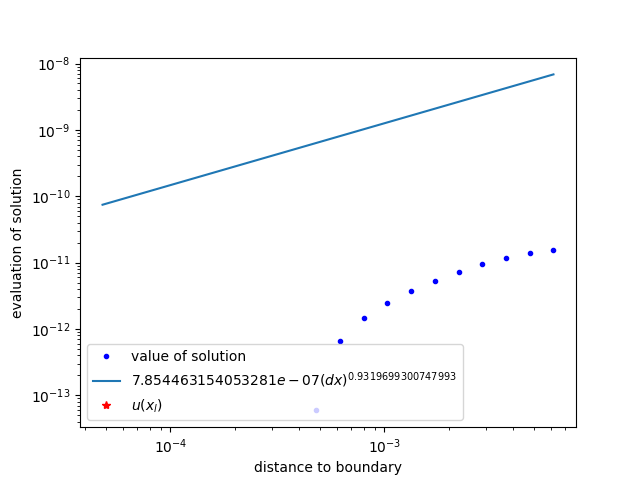 10⁻⁸
10⁻⁹
10⁻¹⁰
10⁻¹¹
10⁻¹²
10⁻¹³
evaluation of solution
value of solution
7.854463154053281e − 07(dx)^0.9319699300747993
u(x_l)
10⁻⁴ 10⁻³
distance to boundary